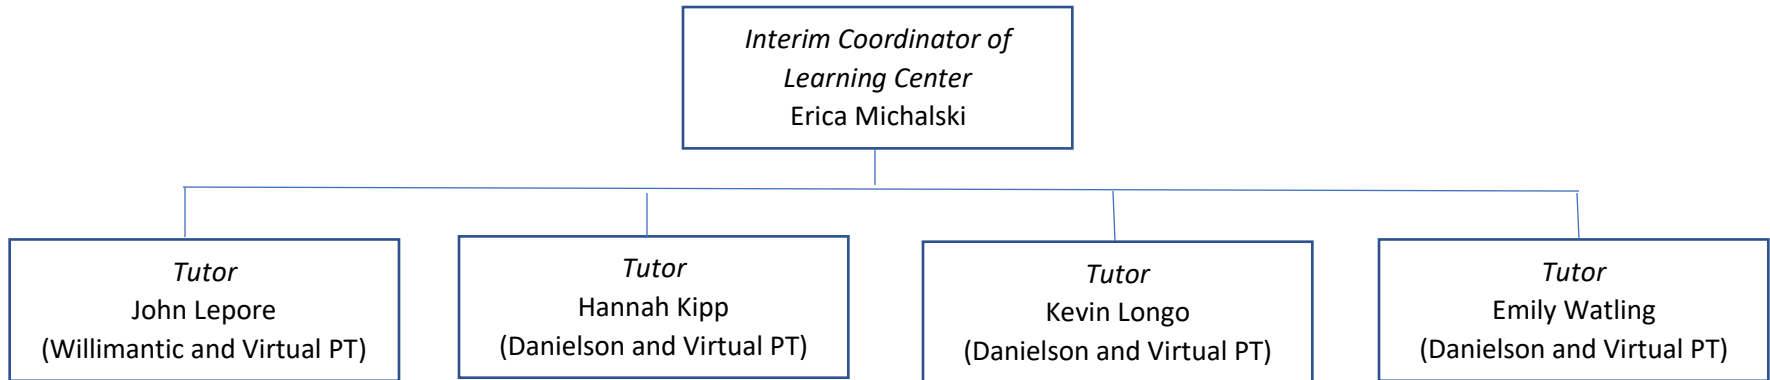 Interim Coordinator of
Learning Center
Erica Michalski
Tutor
John Lepore
(Willimantic and Virtual PT)
Tutor
Hannah Kipp
(Danielson and Virtual PT)
Tutor
Kevin Longo
(Danielson and Virtual PT)
Tutor
Emily Watling
(Danielson and Virtual PT)